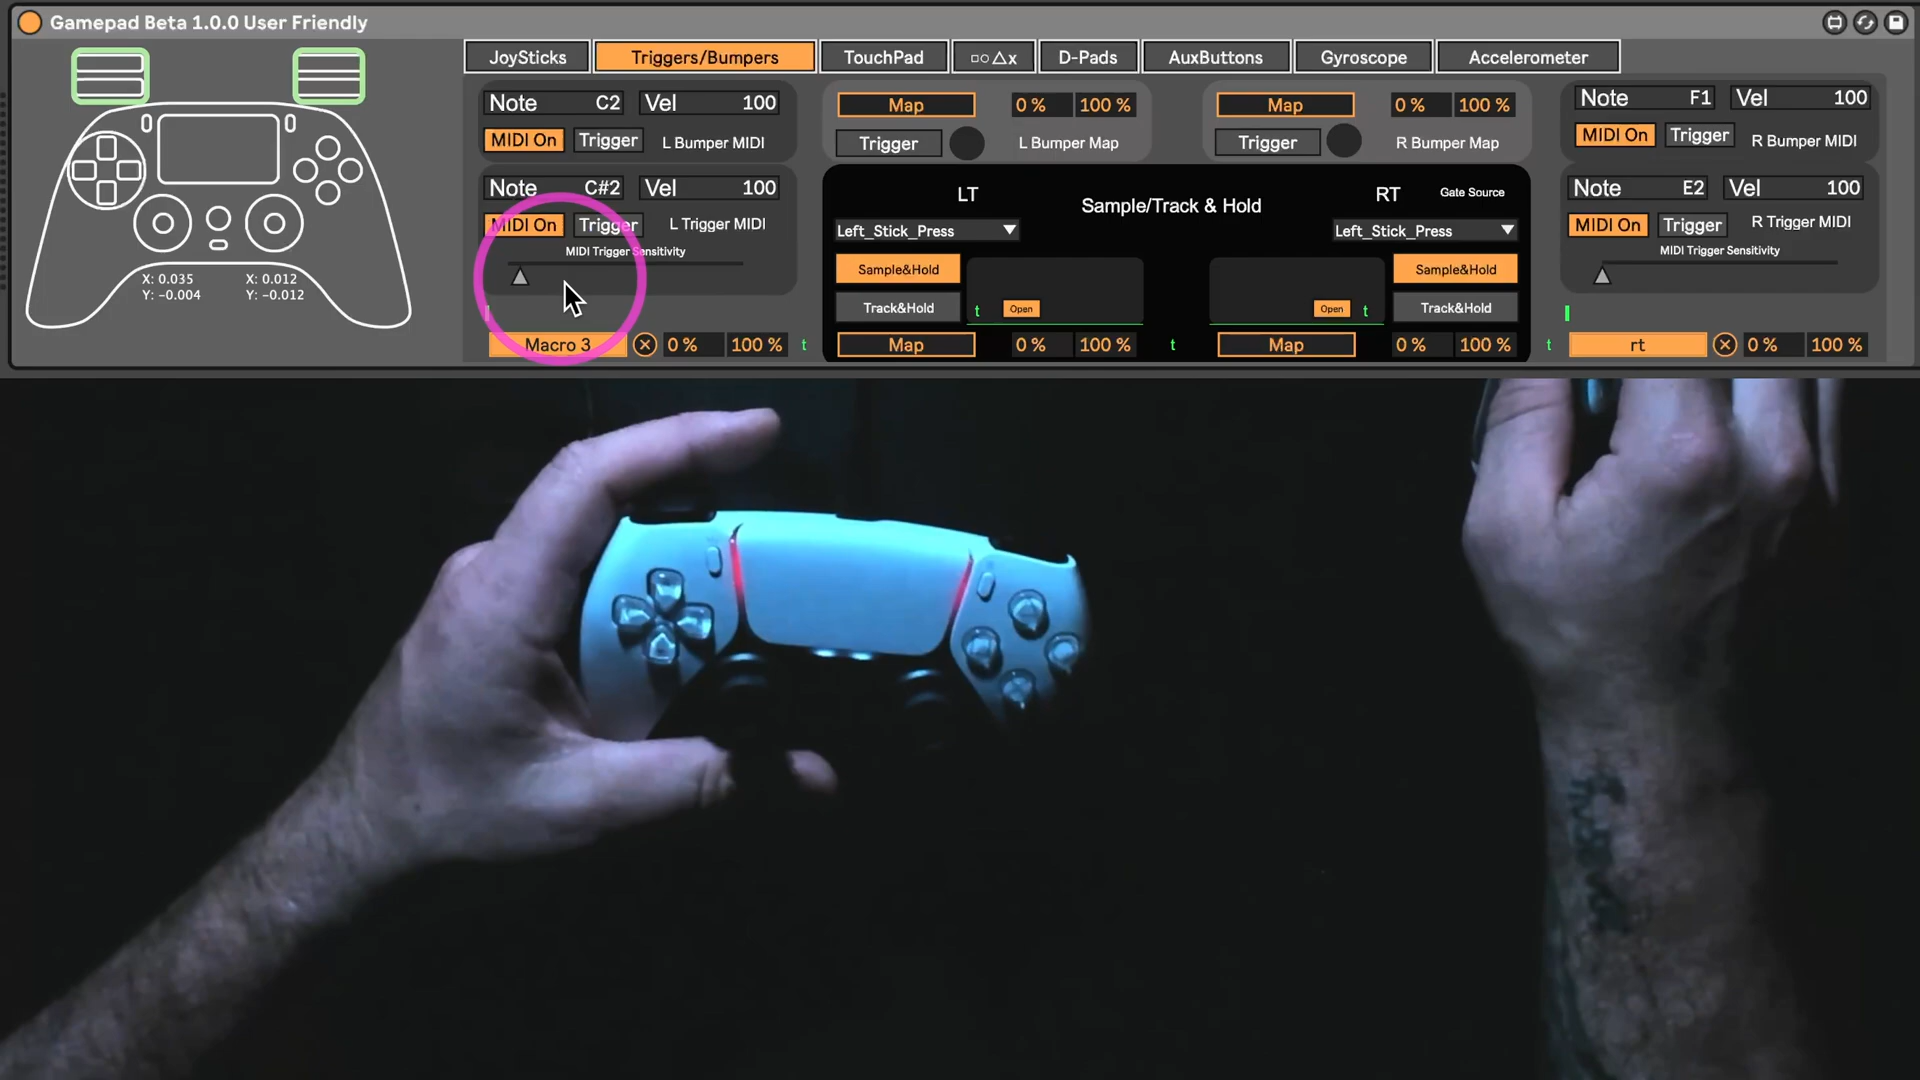 Gamepad Beta 1.0.0 User Friendly
JoySticks
Triggers/Bumpers
TouchPad
□○△x
D-Pads
AuxButtons
Gyroscope
Accelerometer
Note C2 Vel 100
MIDI On Trigger L Bumper MIDI
Note C#2 Vel 100
MIDI On Trigger L Trigger MIDI
MIDI Trigger Sensitivity
Macro 3 0 % 100 % t
Map 0 % 100 %
Trigger L Bumper Map
Map 0 % 100 %
Trigger R Bumper Map
LT Sample/Track & Hold RT Gate Source
Left_Stick_Press Left_Stick_Press
Sample&Hold Sample&Hold
Track&Hold t Open Open t Track&Hold
Map 0 % 100 % t Map 0 % 100 % t
Note F1 Vel 100
MIDI On Trigger R Bumper MIDI
Note E2 Vel 100
MIDI On Trigger R Trigger MIDI
MIDI Trigger Sensitivity
rt 0 % 100 %
X: 0.035 X: 0.012
Y: -0.004 Y: -0.012